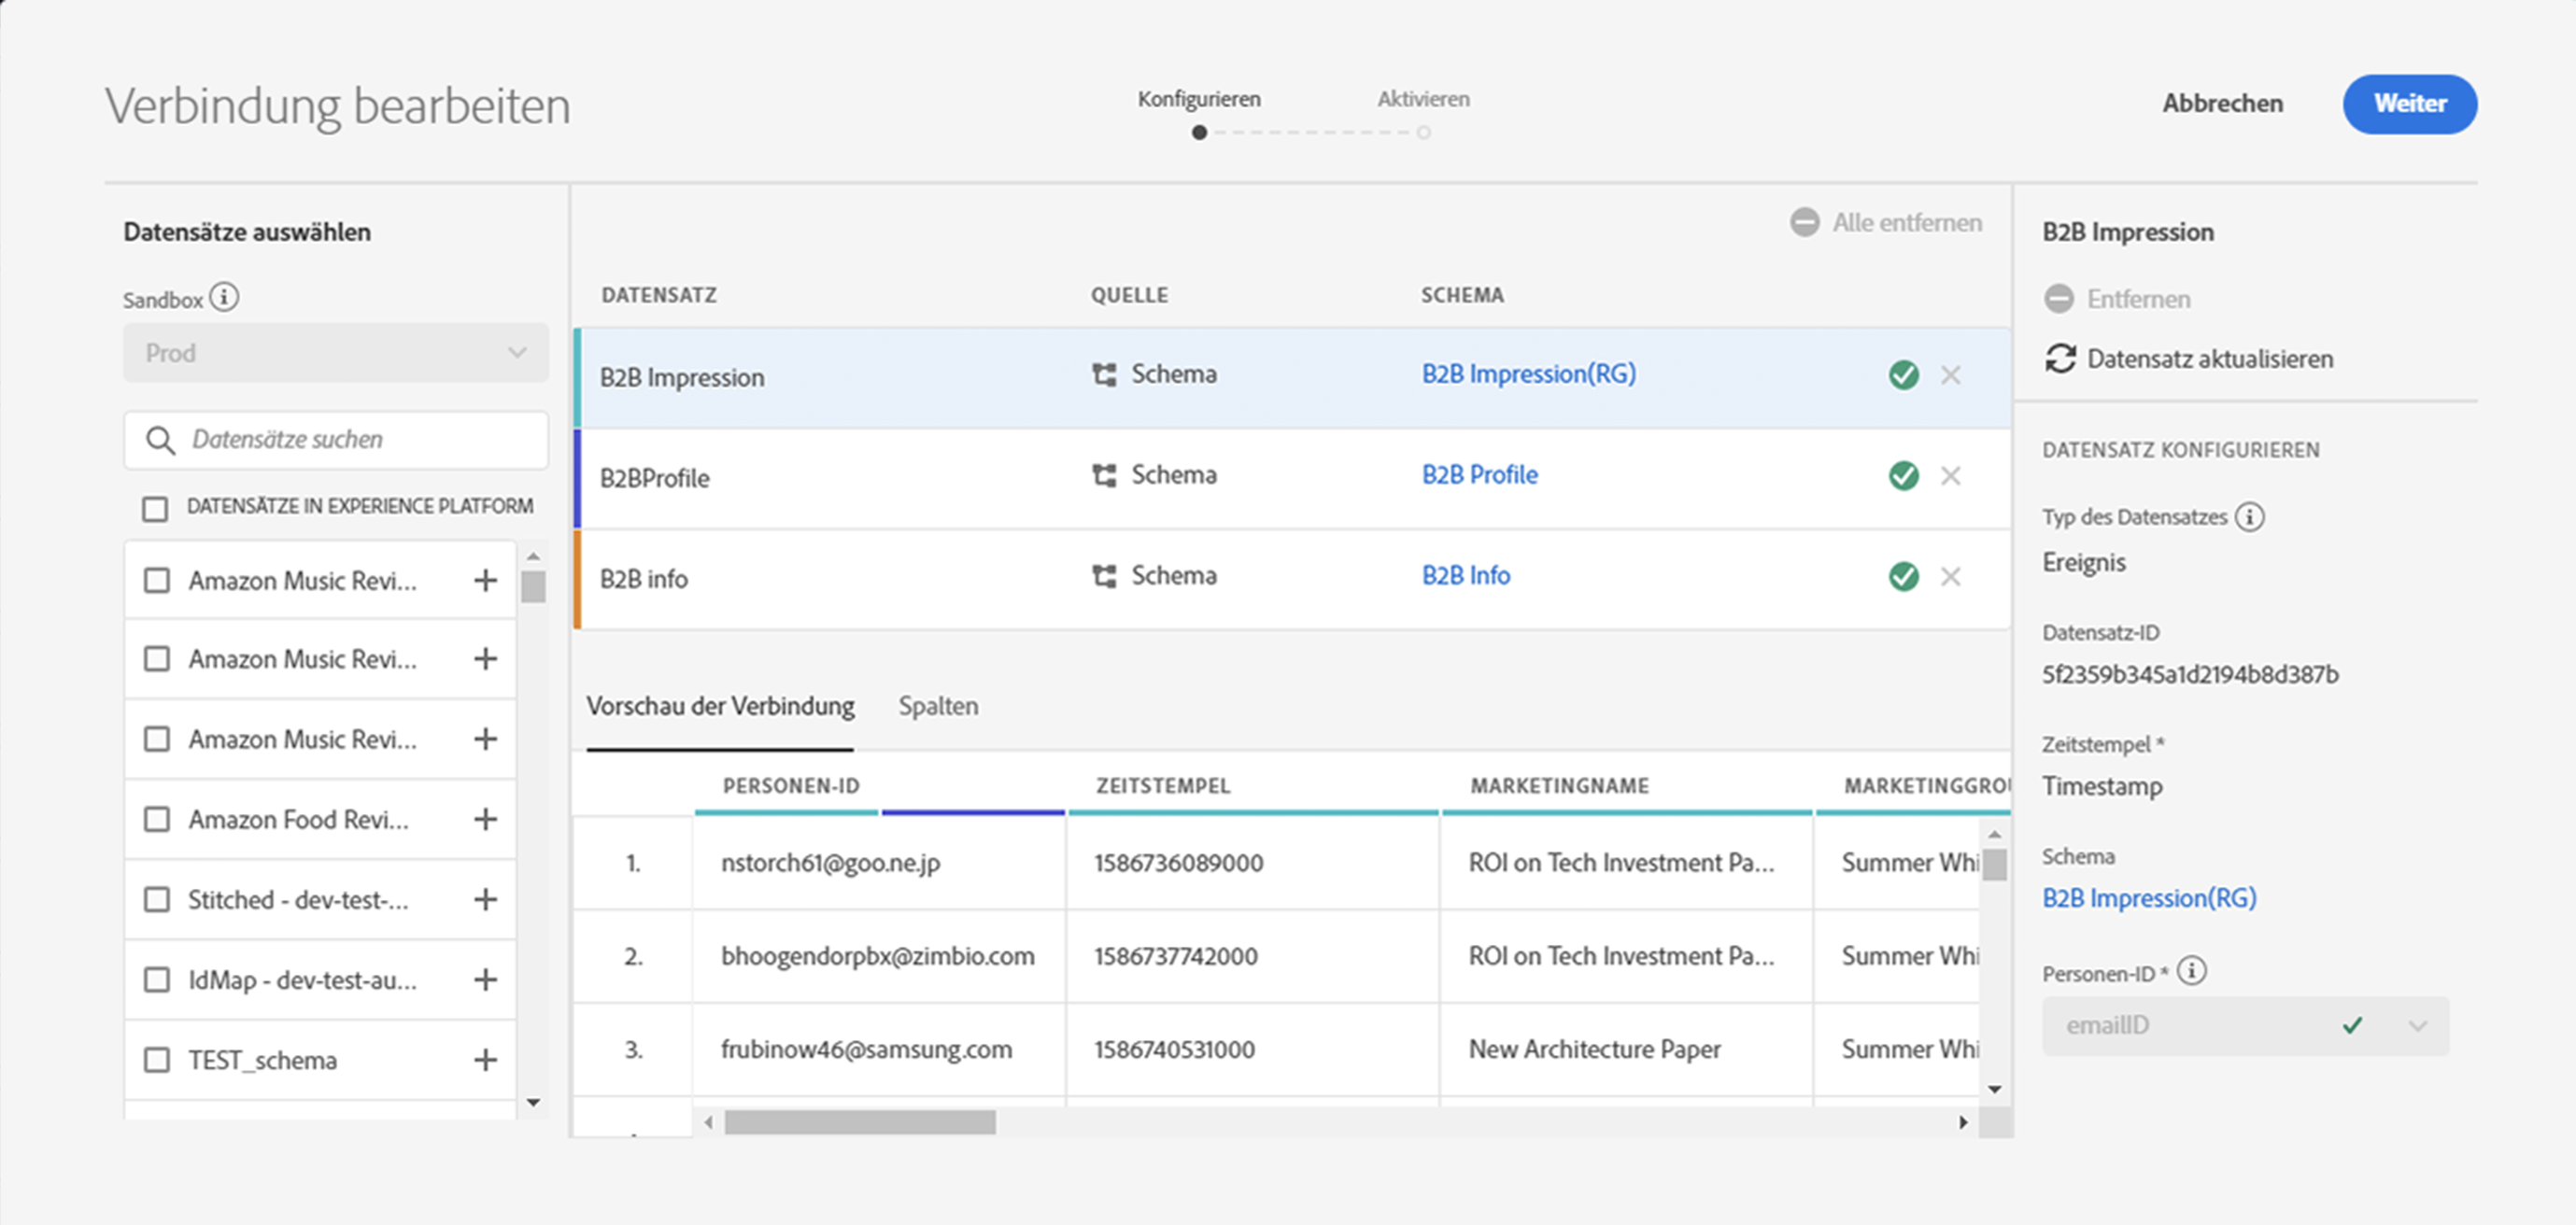 Verbindung bearbeiten
Konfigurieren
Aktivieren
Abbrechen
Weiter
Datensätze auswählen
Sandbox
Prod
Datensätze suchen
DATENSÄTZE IN EXPERIENCE PLATFORM
Amazon Music Revi...
Amazon Music Revi...
Amazon Music Revi...
Amazon Food Revi...
Stitched - dev-test-...
IdMap - dev-test-au...
TEST_schema
Alle entfernen
DATENSATZ QUELLE SCHEMA
B2B Impression Schema B2B Impression(RG)
B2BProfile Schema B2B Profile
B2B info Schema B2B Info
Vorschau der Verbindung Spalten
PERSONEN-ID ZEITSTEMPEL MARKETINGNAME MARKETINGGROU
1. nstorch61@goo.ne.jp 1586736089000 ROI on Tech Investment Pa... Summer Whi
2. bhoogendorpbx@zimbio.com 1586737742000 ROI on Tech Investment Pa... Summer Whi
3. frubinow46@samsung.com 1586740531000 New Architecture Paper Summer Whi
B2B Impression
Entfernen
Datensatz aktualisieren
DATENSATZ KONFIGURIEREN
Typ des Datensatzes
Ereignis
Datensatz-ID
5f2359b345a1d2194b8d387b
Zeitstempel *
Timestamp
Schema
B2B Impression(RG)
Personen-ID *
emailID